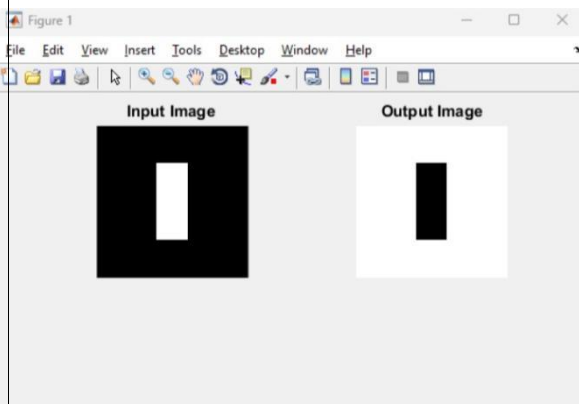 Figure 1
File Edit View Insert Tools Desktop Window Help
Input Image
Output Image